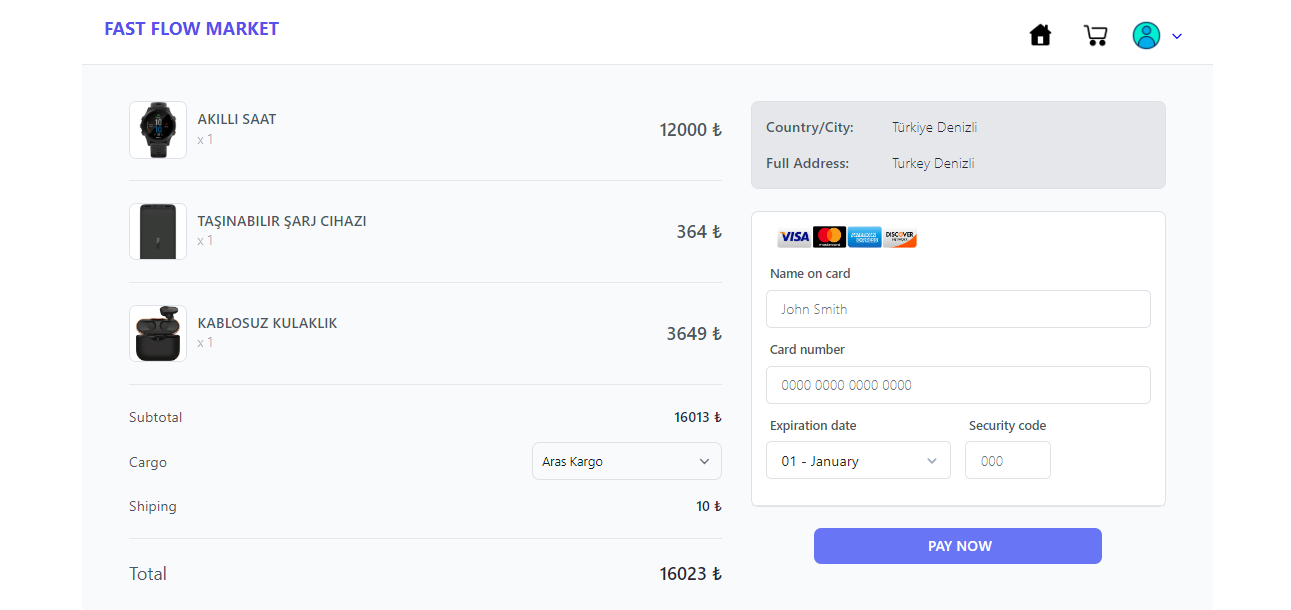 FAST FLOW MARKET
AKILLI SAAT
x 1
12000 ₺
TAŞINABILIR ŞARJ CIHAZI
x 1
364 ₺
KABLOSUZ KULAKLIK
x 1
3649 ₺
Subtotal 16013 ₺
Cargo Aras Kargo
Shiping 10 ₺
Total 16023 ₺
Country/City: Türkiye Denizli
Full Address: Turkey Denizli
VISA mastercard DISCOVER
Name on card
John Smith
Card number
0000 0000 0000 0000
Expiration date Security code
01 - January 000
PAY NOW